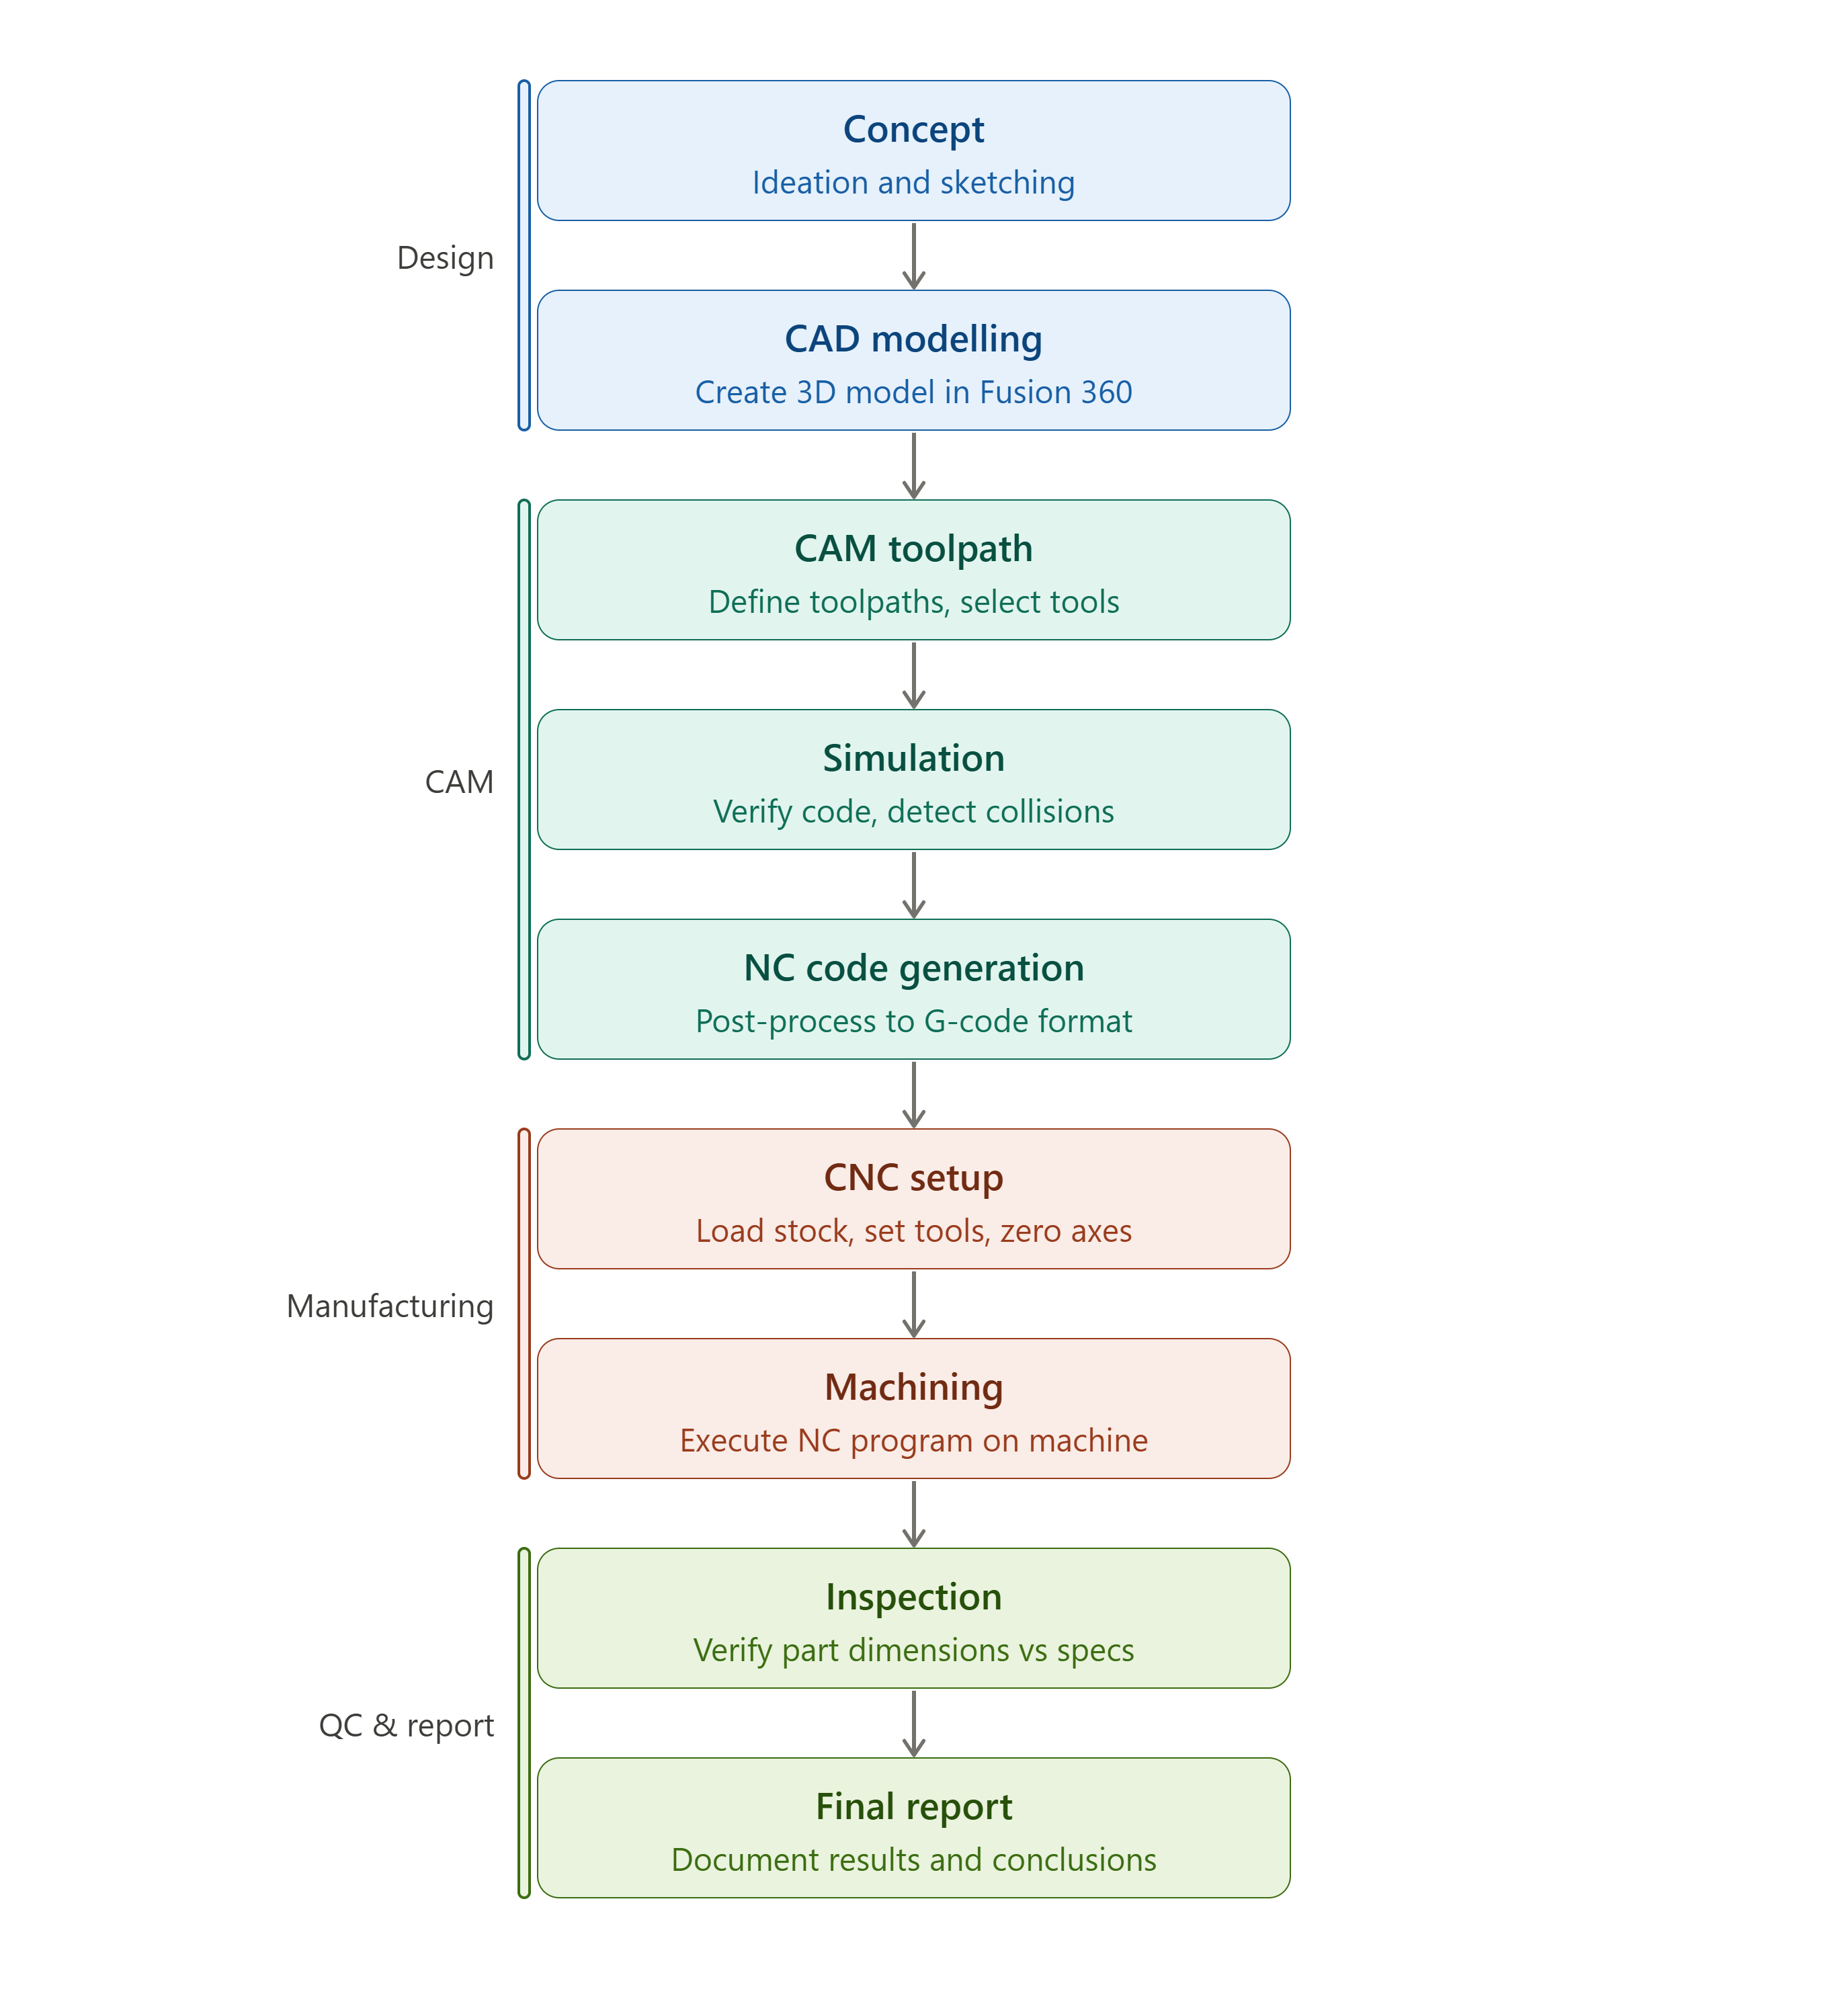 Concept
Ideation and sketching
Design
CAD modelling
Create 3D model in Fusion 360
CAM toolpath
Define toolpaths, select tools
Simulation
CAM
Verify code, detect collisions
NC code generation
Post-process to G-code format
CNC setup
Load stock, set tools, zero axes
Manufacturing
Machining
Execute NC program on machine
Inspection
Verify part dimensions vs specs
QC & report
Final report
Document results and conclusions